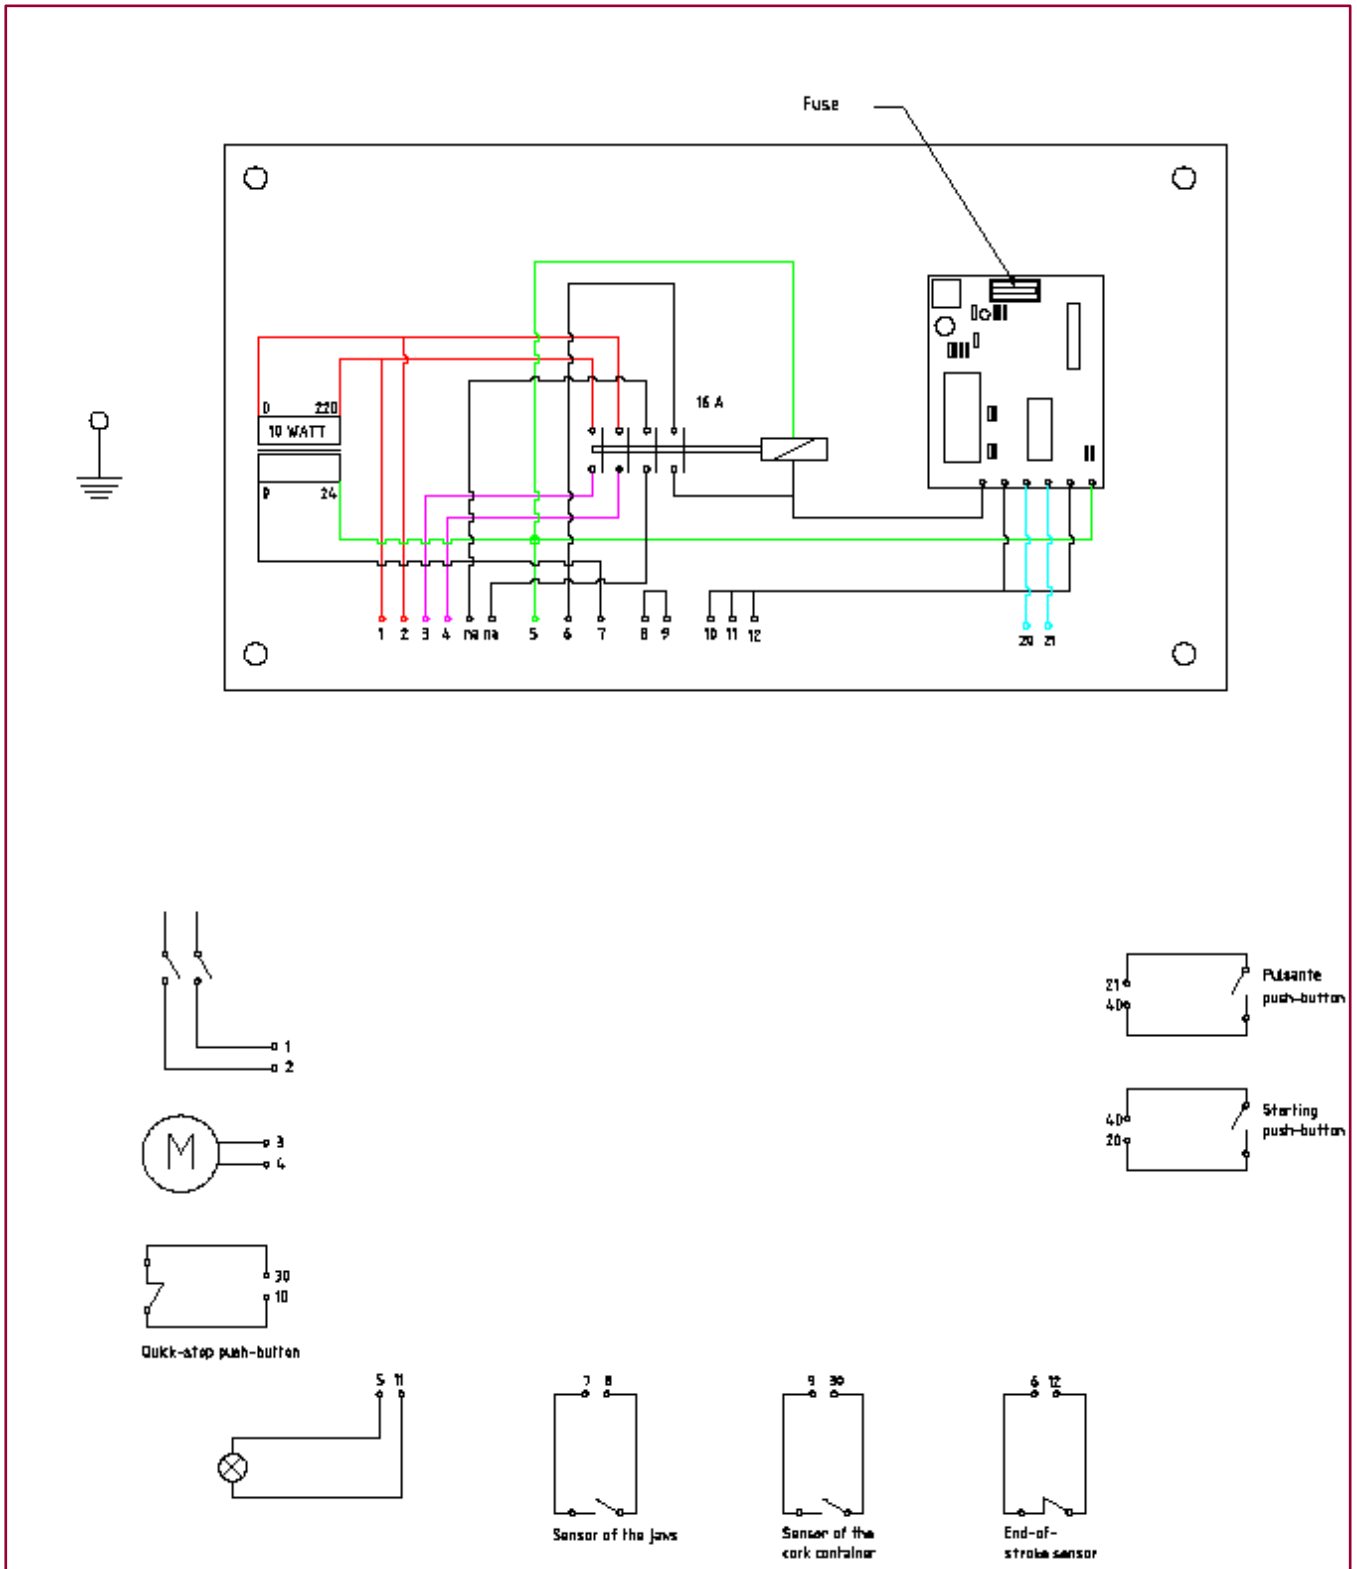 Fuse
16 A
0 220
10 WATT
0 24
1 2 3 4 na na 5 6 7 8 9 10 11 12
20 21
21
40
Pulsante
push-button
1
2
40
20
Starting
push-button
M
3
4
30
10
Quick-stop push-button
5 11
7 8
9 30
6 12
Sensor of the jaws
Sensor of the
cork container
End-of-
stroke sensor